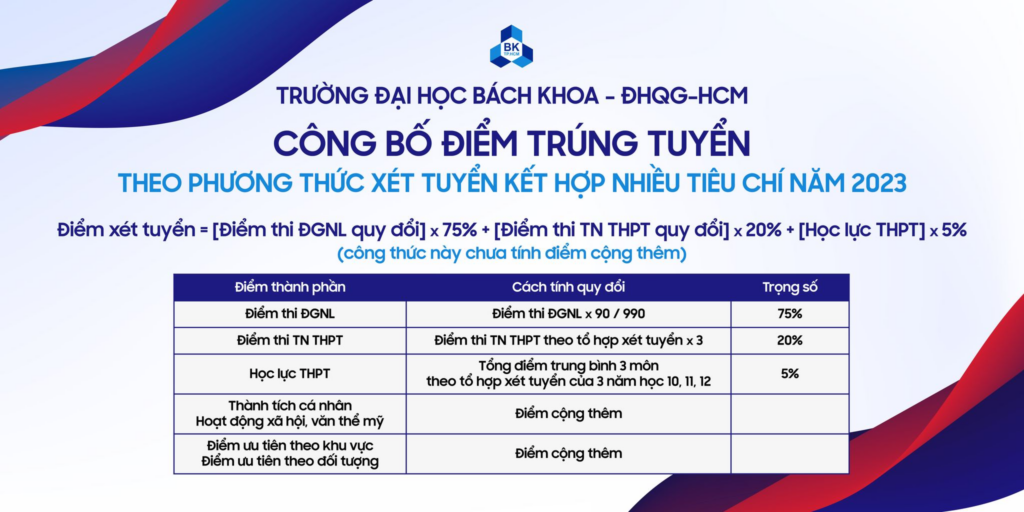 BK
TP.HCM
TRƯỜNG ĐẠI HỌC BÁCH KHOA - ĐHQG-HCM
CÔNG BỐ ĐIỂM TRÚNG TUYỂN
THEO PHƯƠNG THỨC XÉT TUYỂN KẾT HỢP NHIỀU TIÊU CHÍ NĂM 2023
Điểm xét tuyển = [Điểm thi ĐGNL quy đổi] x 75% + [Điểm thi TN THPT quy đổi] x 20% + [Học lực THPT] x 5%
(công thức này chưa tính điểm cộng thêm)
Điểm thành phần Cách tính quy đổi Trọng số
Điểm thi ĐGNL Điểm thi ĐGNL x 90 / 990 75%
Điểm thi TN THPT Điểm thi TN THPT theo tổ hợp xét tuyển x 3 20%
Học lực THPT Tổng điểm trung bình 3 môn
theo tổ hợp xét tuyển của 3 năm học 10, 11, 12 5%
Thành tích cá nhân
Hoạt động xã hội, văn thể mỹ Điểm cộng thêm
Điểm ưu tiên theo khu vực
Điểm ưu tiên theo đối tượng Điểm cộng thêm